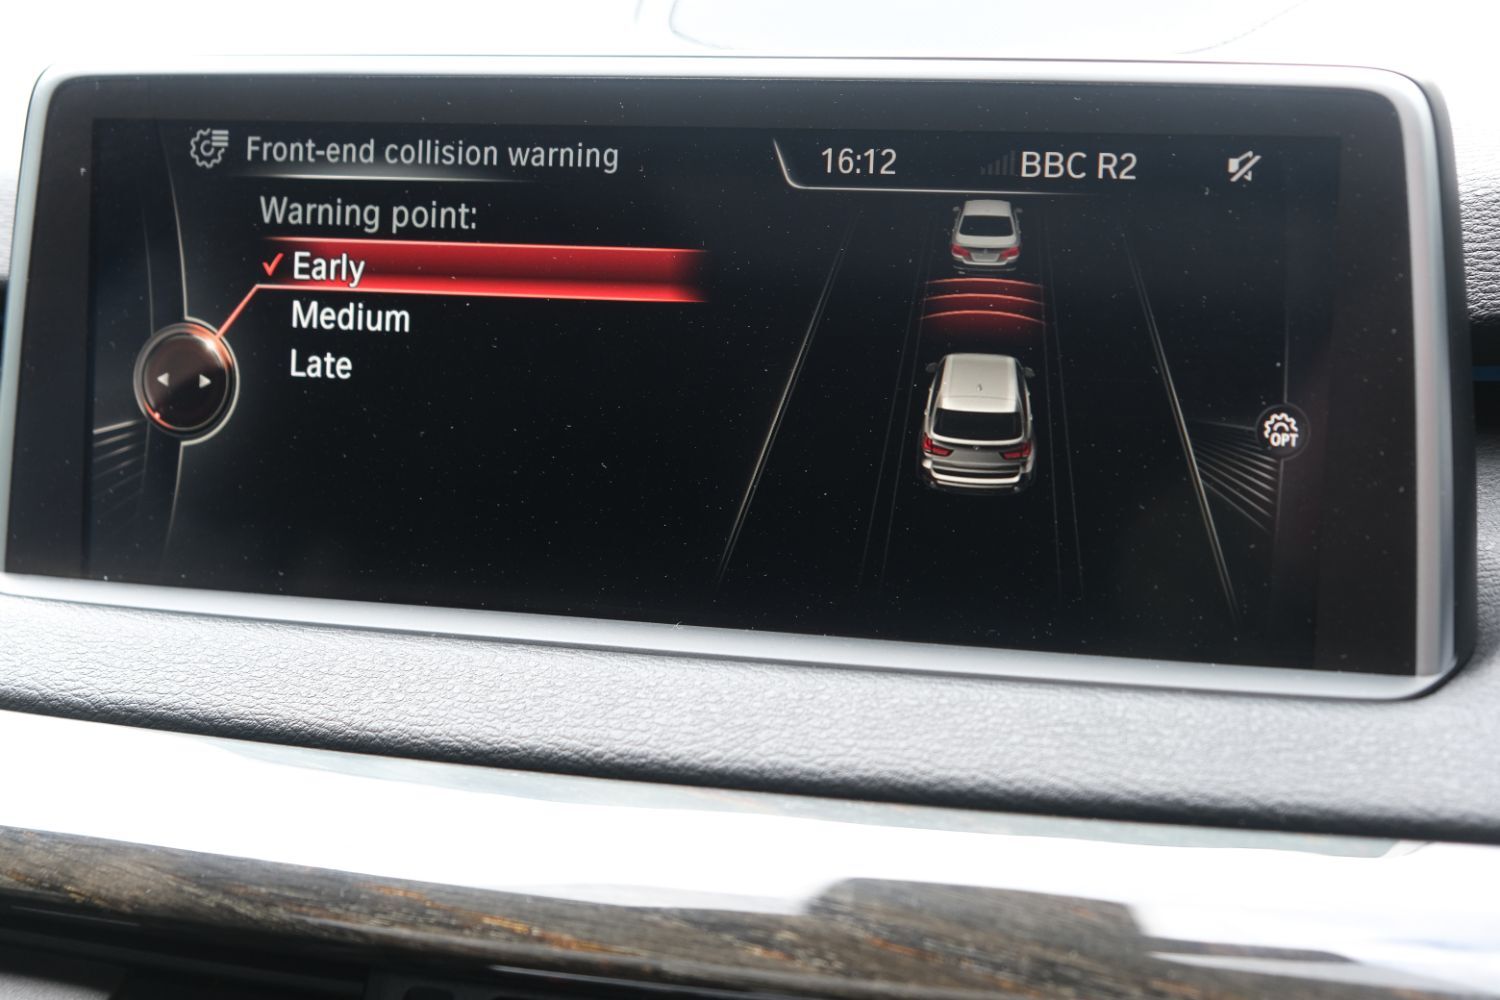 Front-end collision warning
16:12
BBC R2
Warning point:
Early
Medium
Late
OPT